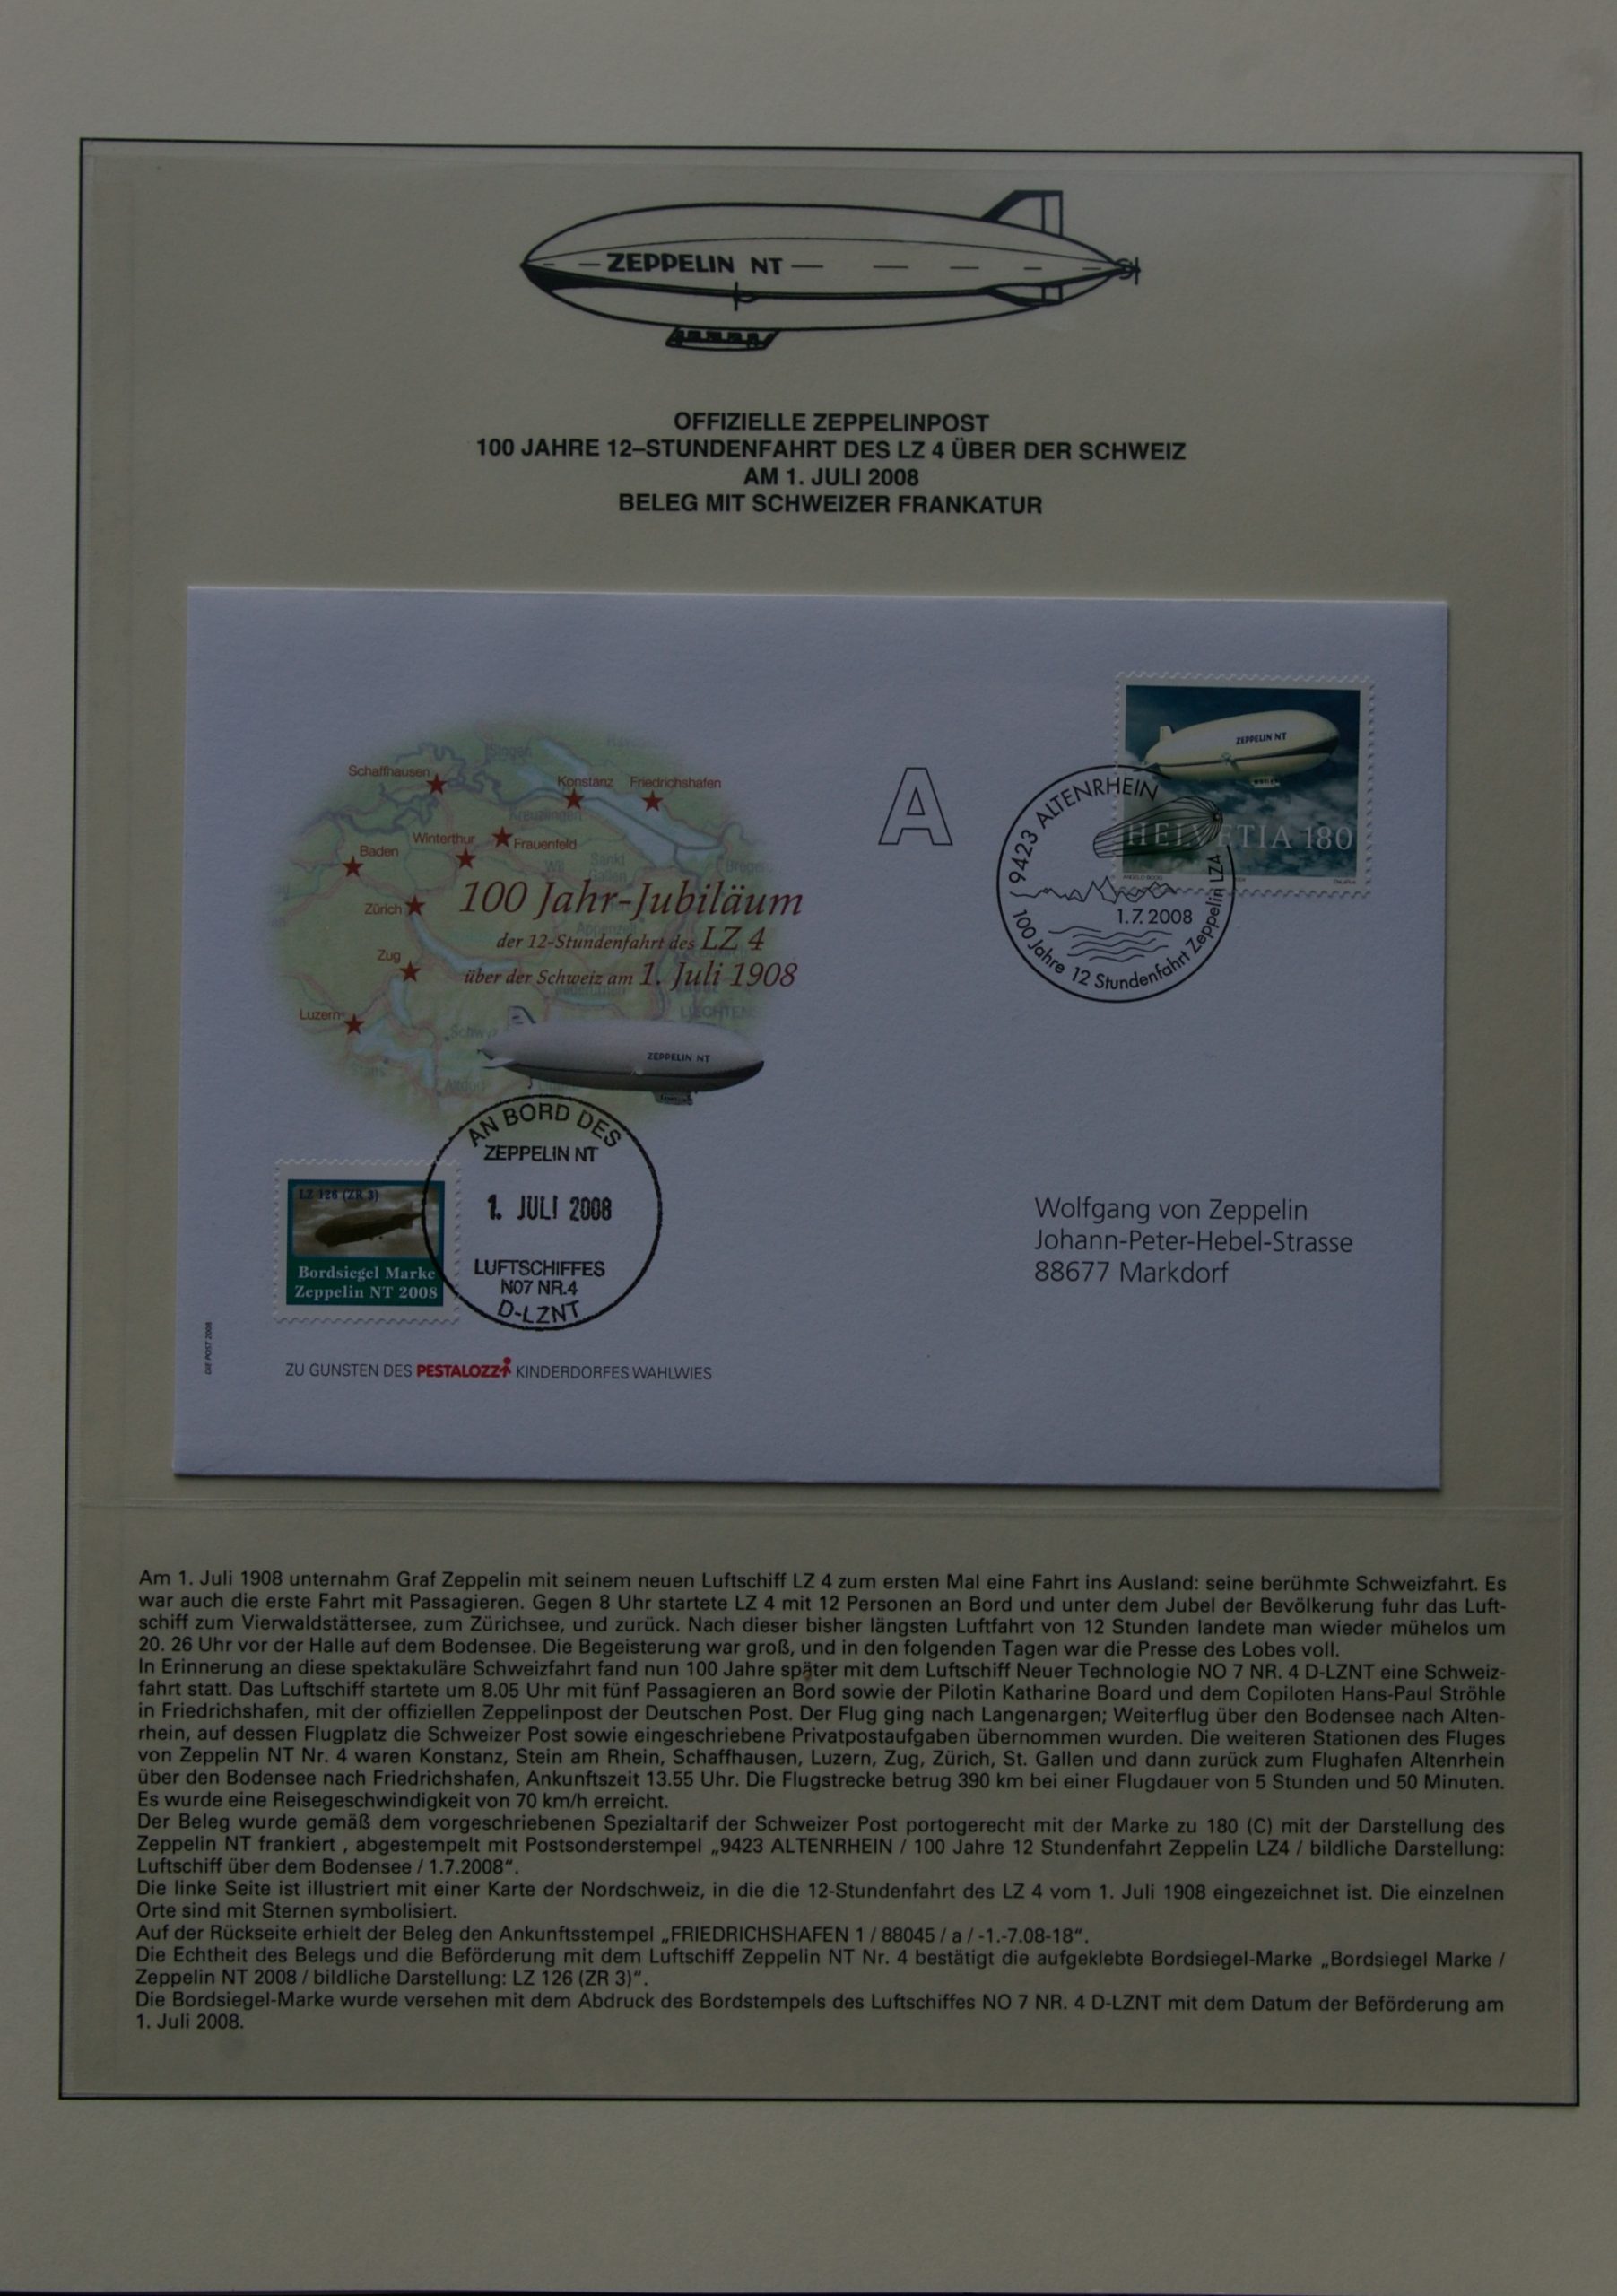 ZEPPELIN NT
OFFIZIELLE ZEPPELINPOST
100 JAHRE 12–STUNDENFAHRT DES LZ 4 ÜBER DER SCHWEIZ
AM 1. JULI 2008
BELEG MIT SCHWEIZER FRANKATUR
Schaffhausen
Konstanz
Friedrichshafen
Kreuzlingen
Winterthur
Frauenfeld
Baden
Wil
Sankt
Gallen
Zürich
100 Jahr-Jubiläum
der 12-Stundenfahrt des LZ 4
über der Schweiz am 1. Juli 1908
Zug
Luzern
ZEPPELIN NT
A
ZEPPELIN NT
HELVETIA 180
9423 ALTENRHEIN
1.7.2008
100 Jahre 12 Stundenfahrt Zeppelin LZ4
AN BORD DES
ZEPPELIN NT
1. JULI 2008
LUFTSCHIFFES
N07 NR.4
D-LZNT
LZ 126 (ZR 3)
Bordsiegel Marke
Zeppelin NT 2008
Wolfgang von Zeppelin
Johann-Peter-Hebel-Strasse
88677 Markdorf
DIE POST 2008
ZU GUNSTEN DES PESTALOZZI KINDERDORFES WAHLWIES
Am 1. Juli 1908 unternahm Graf Zeppelin mit seinem neuen Luftschiff LZ 4 zum ersten Mal eine Fahrt ins Ausland: seine berühmte Schweizfahrt. Es
war auch die erste Fahrt mit Passagieren. Gegen 8 Uhr startete LZ 4 mit 12 Personen an Bord und unter dem Jubel der Bevölkerung fuhr das Luft-
schiff zum Vierwaldstättersee, zum Zürichsee, und zurück. Nach dieser bisher längsten Luftfahrt von 12 Stunden landete man wieder mühelos um
20. 26 Uhr vor der Halle auf dem Bodensee. Die Begeisterung war groß, und in den folgenden Tagen war die Presse des Lobes voll.
In Erinnerung an diese spektakuläre Schweizfahrt fand nun 100 Jahre später mit dem Luftschiff Neuer Technologie NO 7 NR. 4 D-LZNT eine Schweiz-
fahrt statt. Das Luftschiff startete um 8.05 Uhr mit fünf Passagieren an Bord sowie der Pilotin Katharine Board und dem Copiloten Hans-Paul Ströhle
in Friedrichshafen, mit der offiziellen Zeppelinpost der Deutschen Post. Der Flug ging nach Langenargen; Weiterflug über den Bodensee nach Alten-
rhein, auf dessen Flugplatz die Schweizer Post sowie eingeschriebene Privatpostaufgaben übernommen wurden. Die weiteren Stationen des Fluges
von Zeppelin NT Nr. 4 waren Konstanz, Stein am Rhein, Schaffhausen, Luzern, Zug, Zürich, St. Gallen und dann zurück zum Flughafen Altenrhein
über den Bodensee nach Friedrichshafen, Ankunftszeit 13.55 Uhr. Die Flugstrecke betrug 390 km bei einer Flugdauer von 5 Stunden und 50 Minuten.
Es wurde eine Reisegeschwindigkeit von 70 km/h erreicht.
Der Beleg wurde gemäß dem vorgeschriebenen Spezialtarif der Schweizer Post portogerecht mit der Marke zu 180 (C) mit der Darstellung des
Zeppelin NT frankiert , abgestempelt mit Postsonderstempel „9423 ALTENRHEIN / 100 Jahre 12 Stundenfahrt Zeppelin LZ4 / bildliche Darstellung:
Luftschiff über dem Bodensee / 1.7.2008“.
Die linke Seite ist illustriert mit einer Karte der Nordschweiz, in die die 12-Stundenfahrt des LZ 4 vom 1. Juli 1908 eingezeichnet ist. Die einzelnen
Orte sind mit Sternen symbolisiert.
Auf der Rückseite erhielt der Beleg den Ankunftsstempel „FRIEDRICHSHAFEN 1 / 88045 / a / -1.-7.08-18“.
Die Echtheit des Belegs und die Beförderung mit dem Luftschiff Zeppelin NT Nr. 4 bestätigt die aufgeklebte Bordsiegel-Marke „Bordsiegel Marke /
Zeppelin NT 2008 / bildliche Darstellung: LZ 126 (ZR 3)“.
Die Bordsiegel-Marke wurde versehen mit dem Abdruck des Bordstempels des Luftschiffes NO 7 NR. 4 D-LZNT mit dem Datum der Beförderung am
1. Juli 2008.